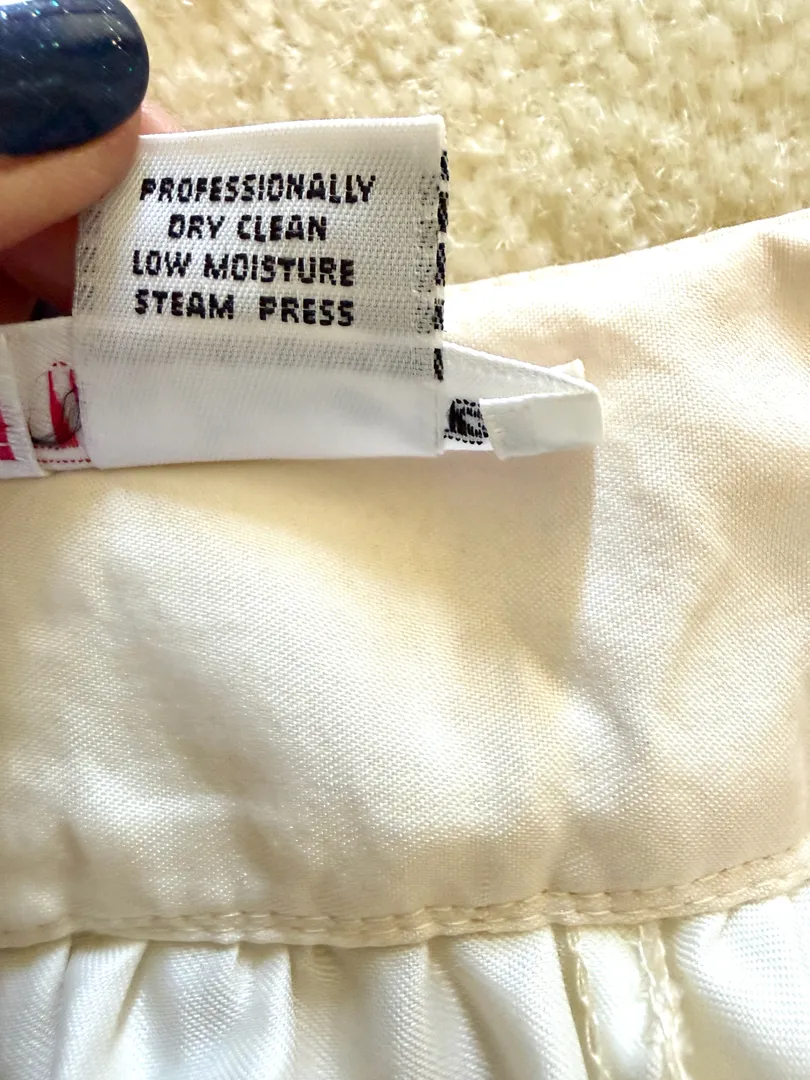 PROFESSIONALLY
DRY CLEAN
LOW MOISTURE
STEAM PRESS